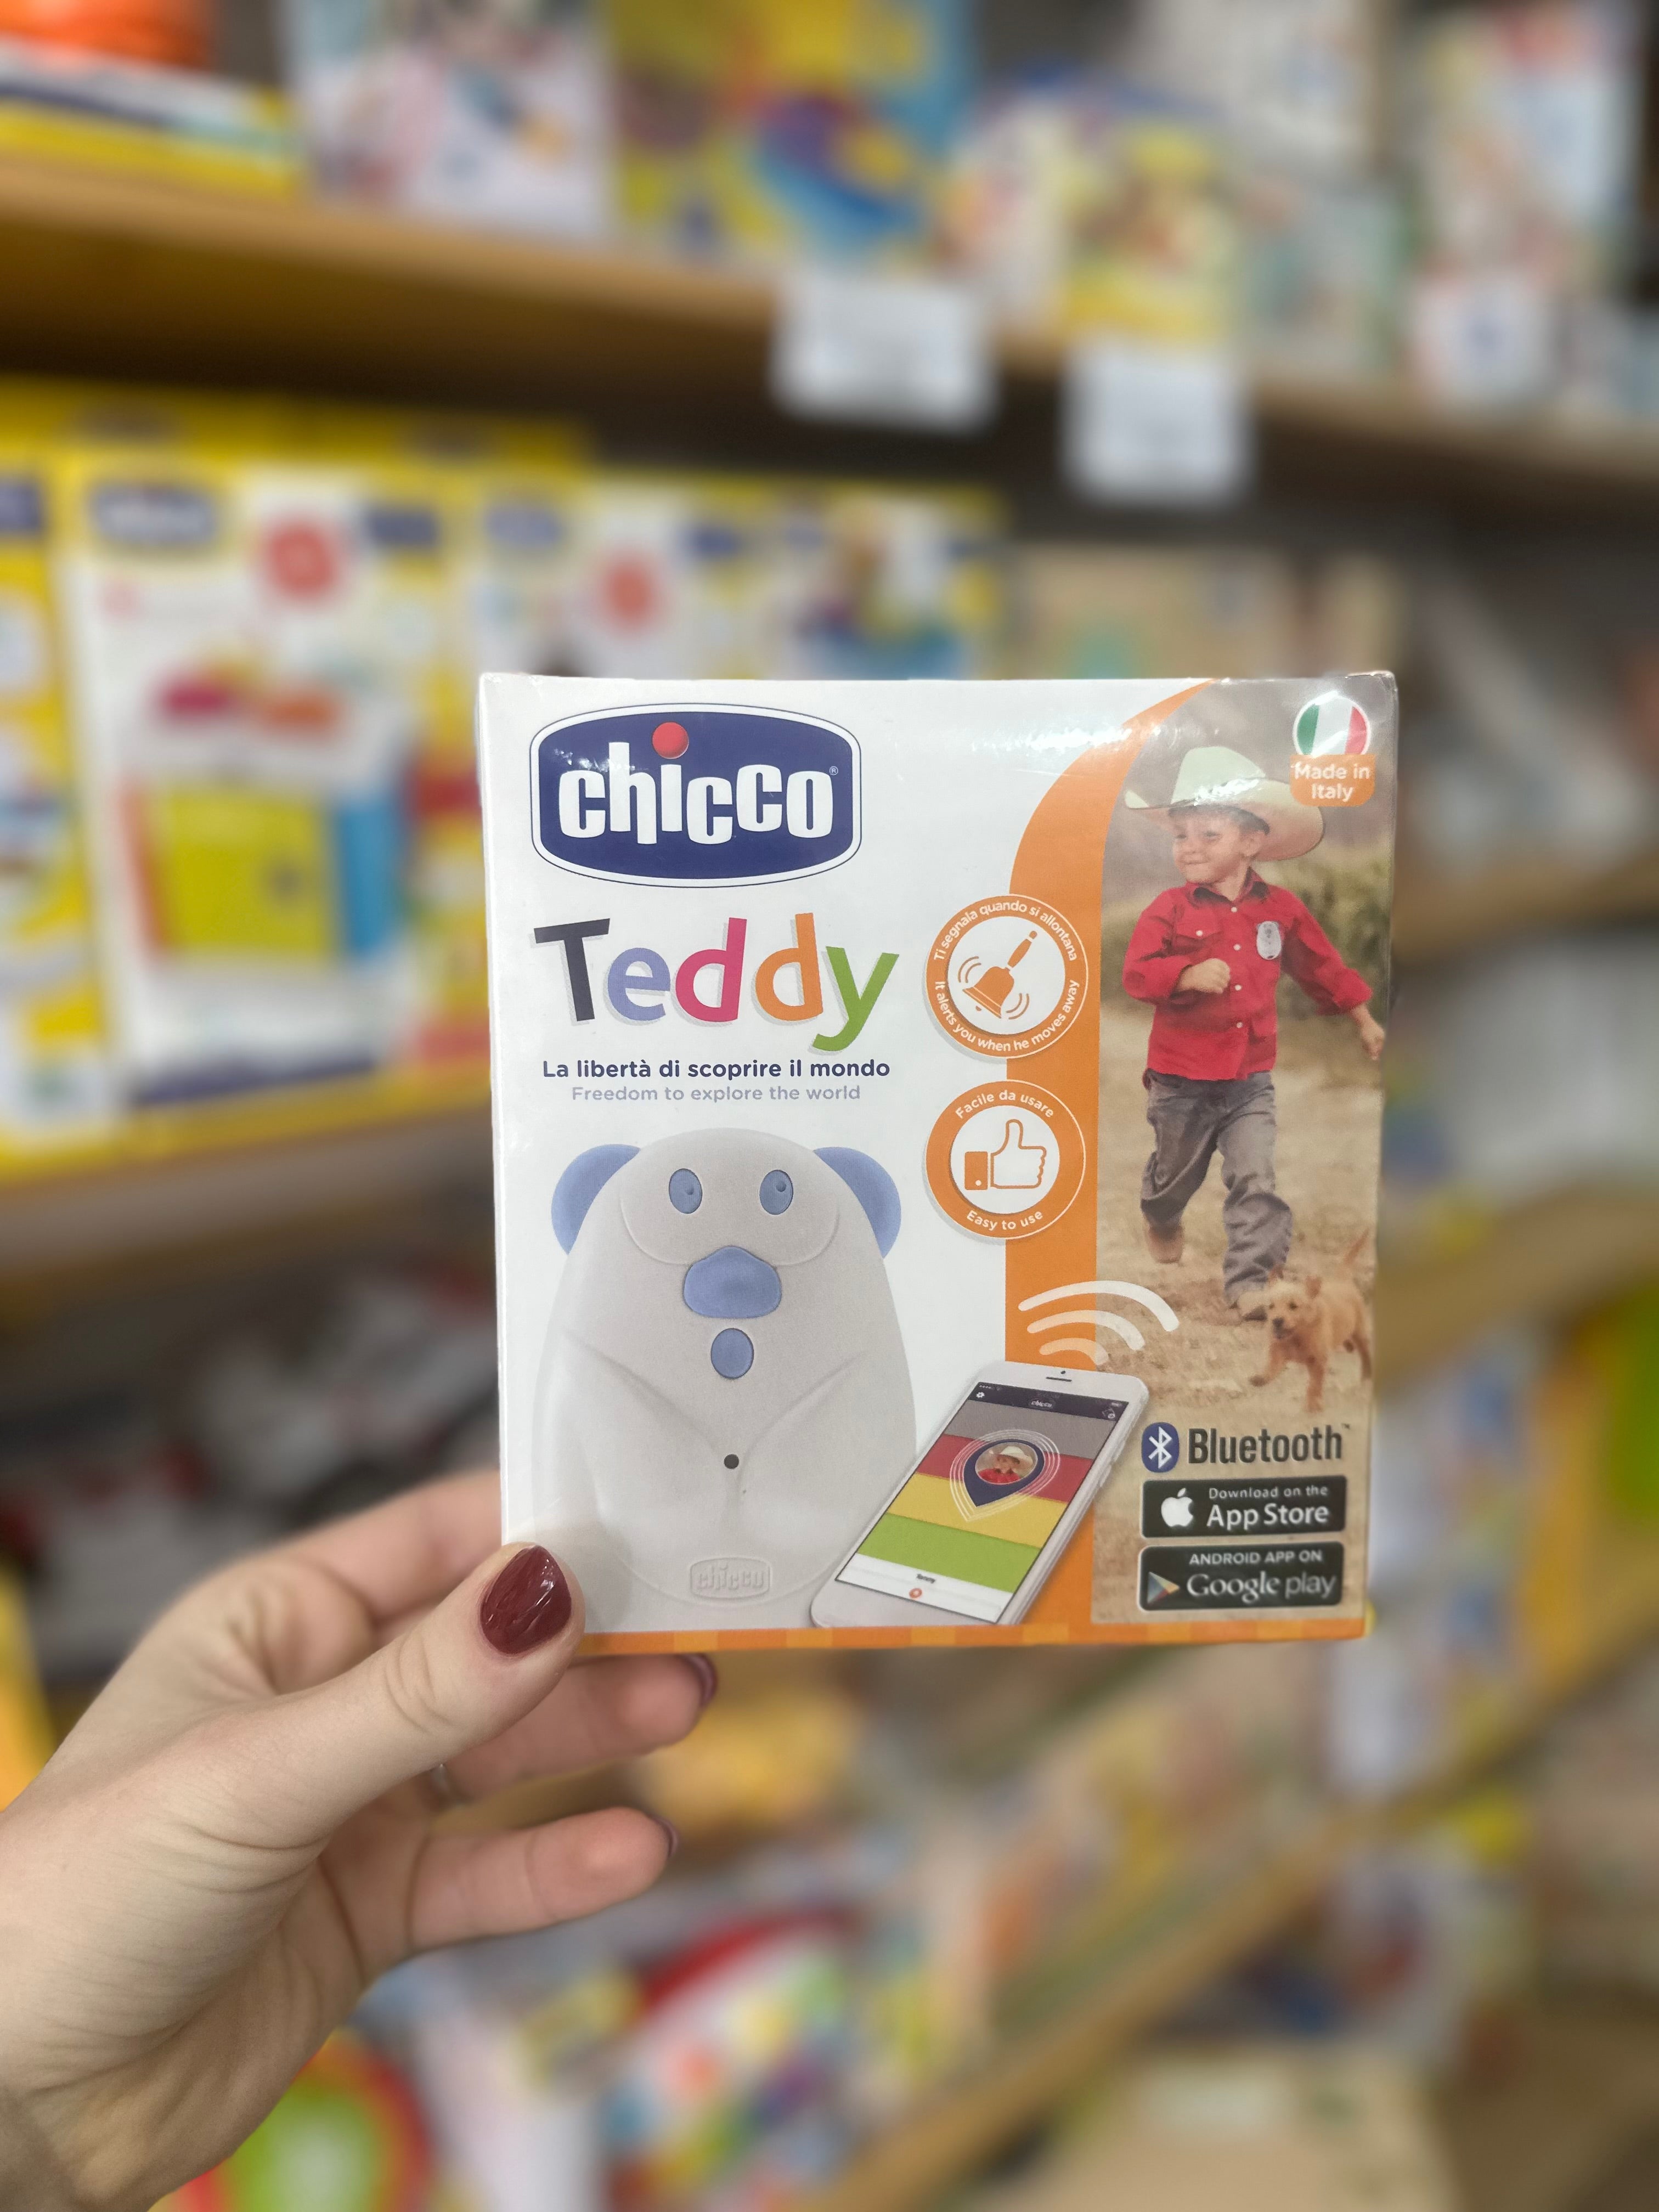 chicco®
Made in
Italy
Teddy
Ti segnala quando si allontana
It alerts you when he moves away
La libertà di scoprire il mondo
Freedom to explore the world
Facile da usare
Easy to use
chicco
chicco
Bluetooth™
Download on the
App Store
ANDROID APP ON
Google play